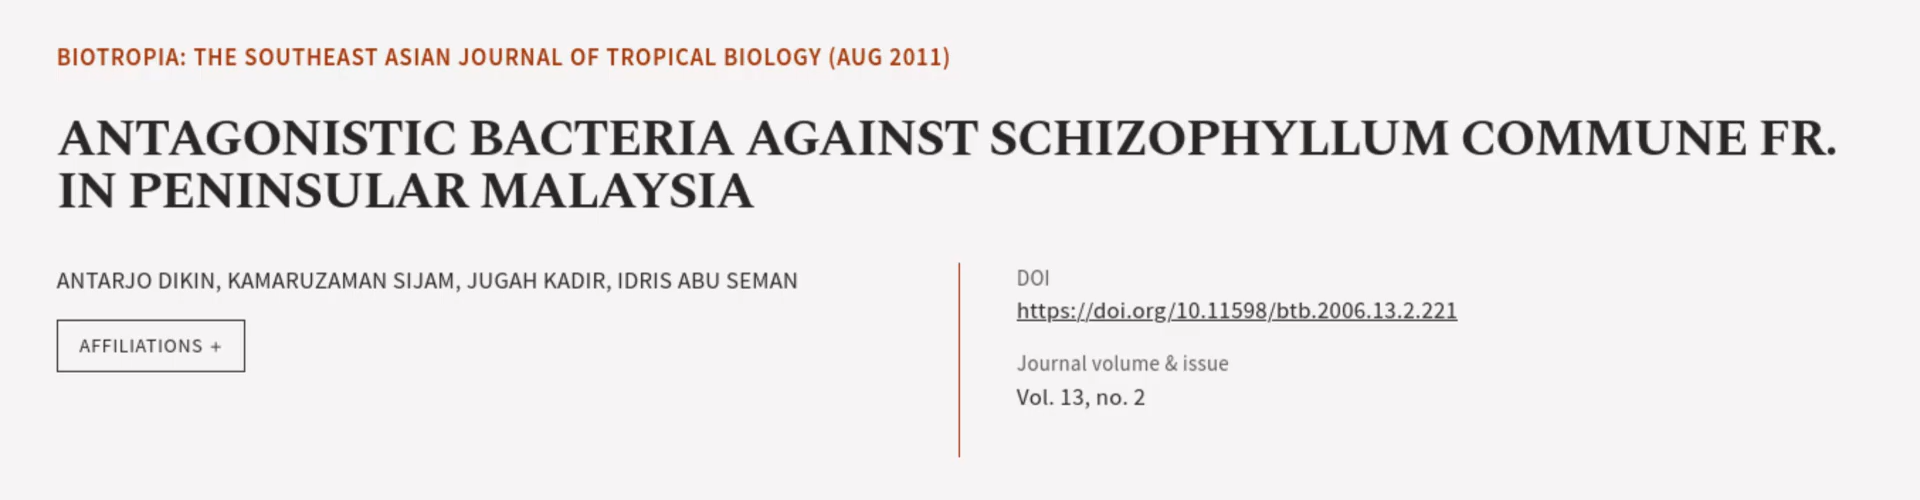 BIOTROPIA: THE SOUTHEAST ASIAN JOURNAL OF TROPICAL BIOLOGY (AUG 2011)
ANTAGONISTIC BACTERIA AGAINST SCHIZOPHYLLUM COMMUNE FR.
IN PENINSULAR MALAYSIA
ANTARJO DIKIN, KAMARUZAMAN SIJAM, JUGAH KADIR, IDRIS ABU SEMAN
AFFILIATIONS +
DOI
https://doi.org/10.11598/btb.2006.13.2.221
Journal volume & issue
Vol. 13, no. 2